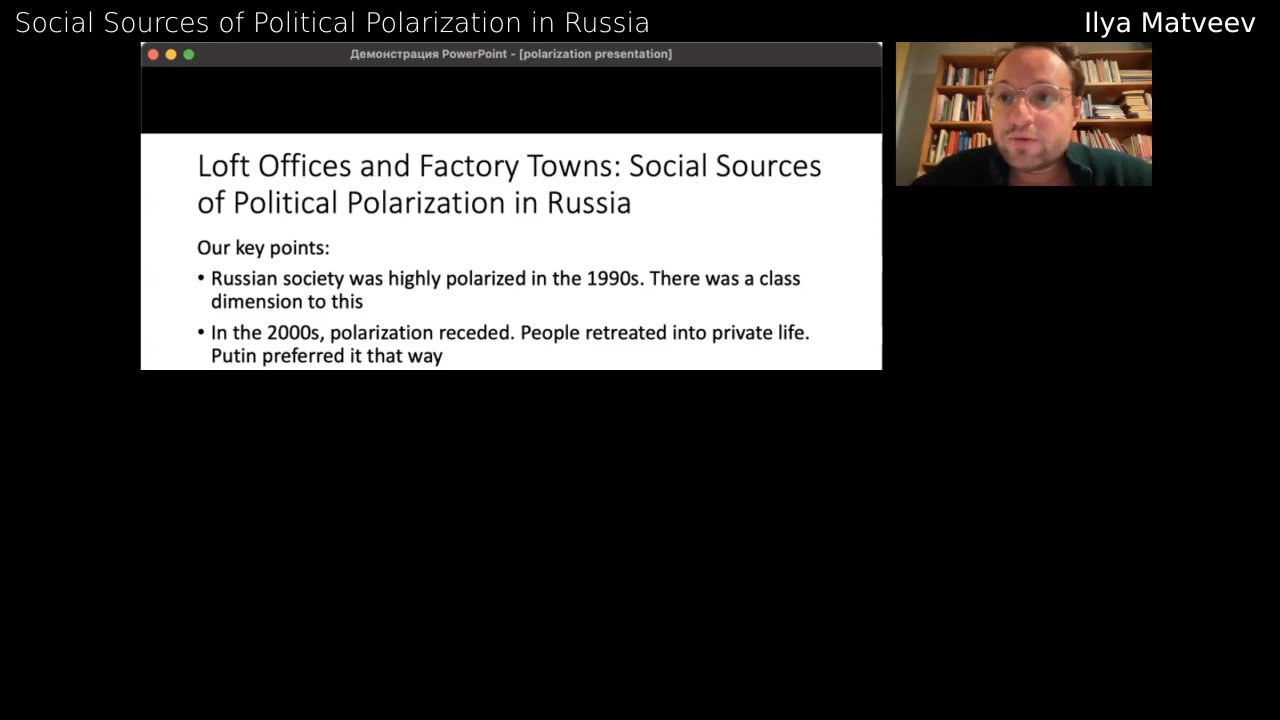 Social Sources of Political Polarization in Russia
Ilya Matveev
Демонстрация PowerPoint - [polarization presentation]
Loft Offices and Factory Towns: Social Sources
of Political Polarization in Russia
Our key points:
• Russian society was highly polarized in the 1990s. There was a class
dimension to this
• In the 2000s, polarization receded. People retreated into private life.
Putin preferred it that way